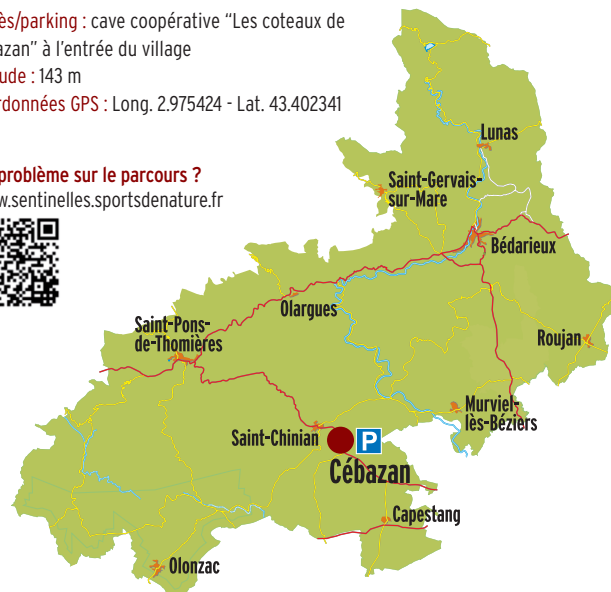 ès/parking : cave coopérative “Les coteaux de
azan” à l’entrée du village
ude : 143 m
rdonnées GPS : Long. 2.975424 - Lat. 43.402341
problème sur le parcours ?
w.sentinelles.sportsdenature.fr
Lunas
Saint-Gervais-
sur-Mare
Bédarieux
Olargues
Saint-Pons-
de-Thomières
Roujan
Murviel-
lès-Béziers
Saint-Chinian
P
Cébazan
Capestang
Olonzac